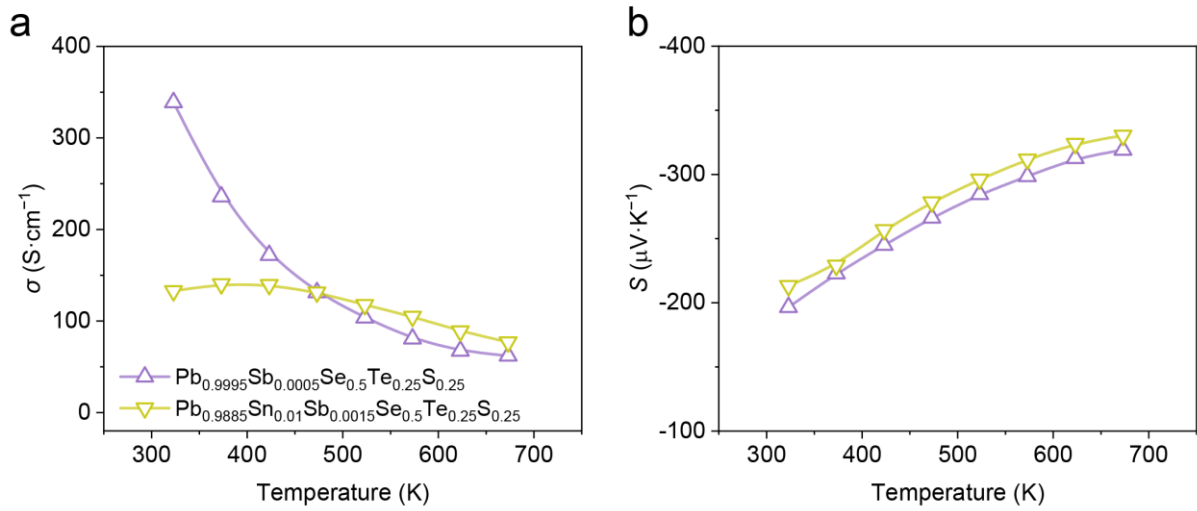 a
400
300
200
100
0
σ (S·cm⁻¹)
Pb₀.₉₉₉₅Sb₀.₀₀₀₅Se₀.₅Te₀.₂₅S₀.₂₅
Pb₀.₉₈₈₅Sn₀.₀₁Sb₀.₀₀₁₅Se₀.₅Te₀.₂₅S₀.₂₅
300 400 500 600 700
Temperature (K)
b
-400
-300
-200
-100
S (μV·K⁻¹)
300 400 500 600 700
Temperature (K)